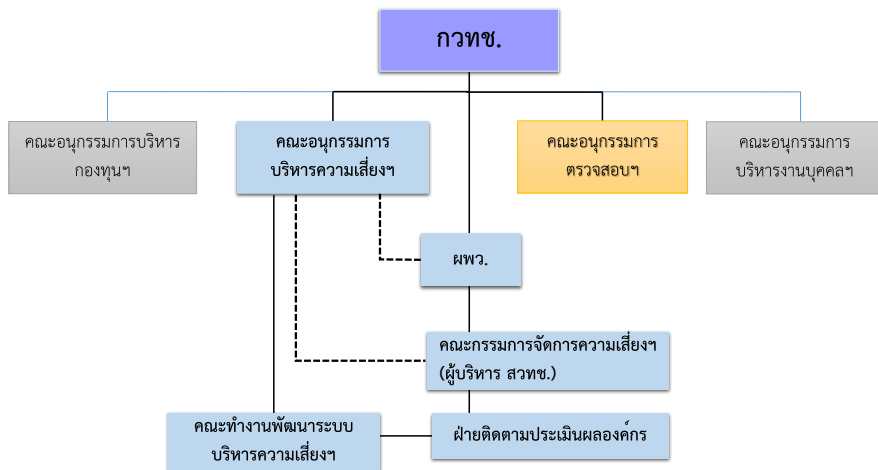 กวทช.
คณะอนุกรรมการบริหาร
กองทุนฯ
คณะอนุกรรมการ
บริหารความเสี่ยงฯ
คณะอนุกรรมการ
ตรวจสอบฯ
คณะอนุกรรมการ
บริหารงานบุคคลฯ
ผพว.
คณะกรรมการจัดการความเสี่ยงฯ
(ผู้บริหาร สวทช.)
คณะทำงานพัฒนาระบบ
บริหารความเสี่ยงฯ
ฝ่ายติดตามประเมินผลองค์กร